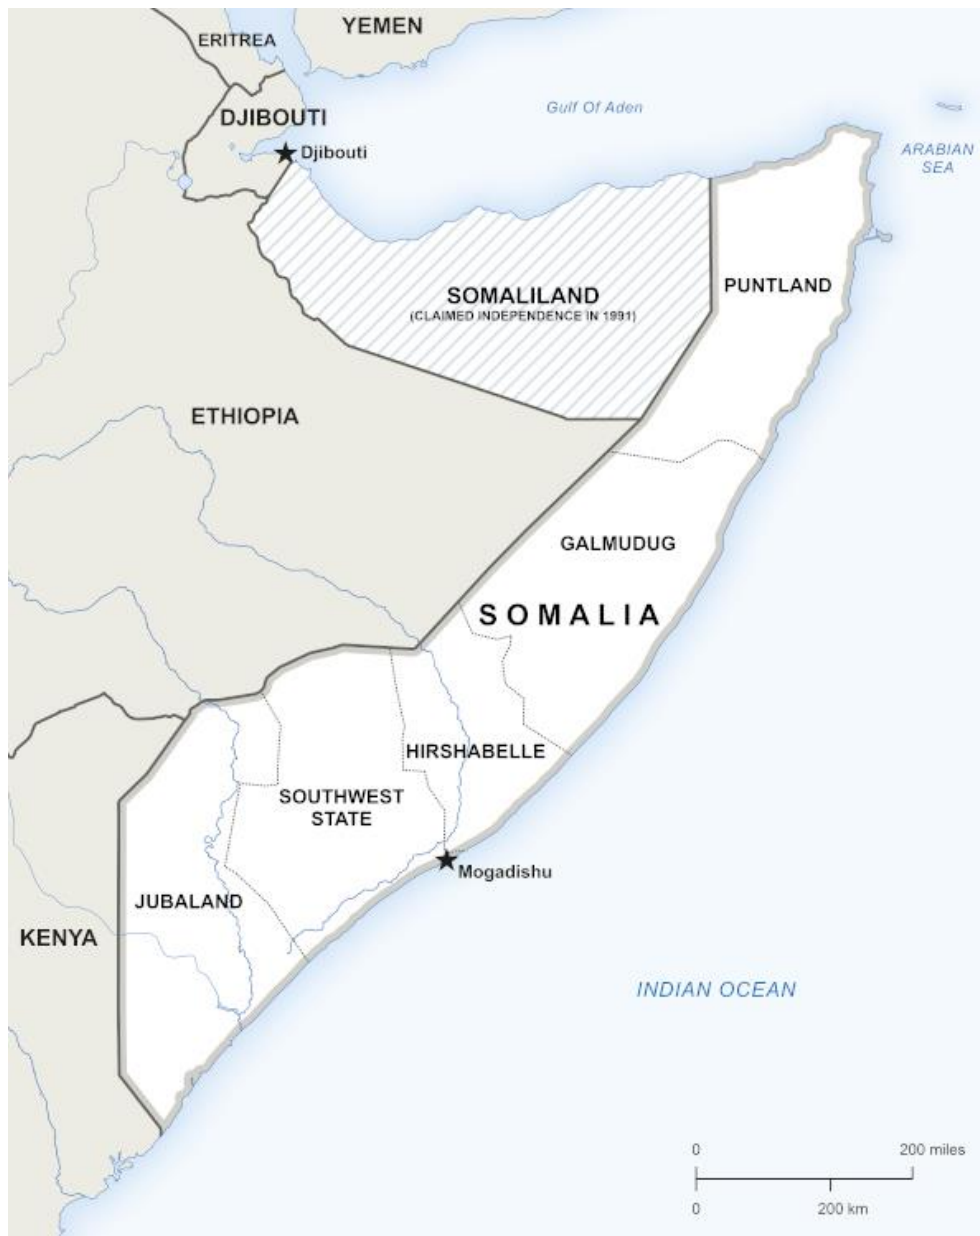 YEMEN
ERITREA
DJIBOUTI
Djibouti
Gulf Of Aden
ARABIAN
SEA
PUNTLAND
SOMALILAND
(CLAIMED INDEPENDENCE IN 1991)
ETHIOPIA
GALMUDUG
SOMALIA
HIRSHABELLE
SOUTHWEST
STATE
Mogadishu
JUBALAND
KENYA
INDIAN OCEAN
0 200 miles
0 200 km